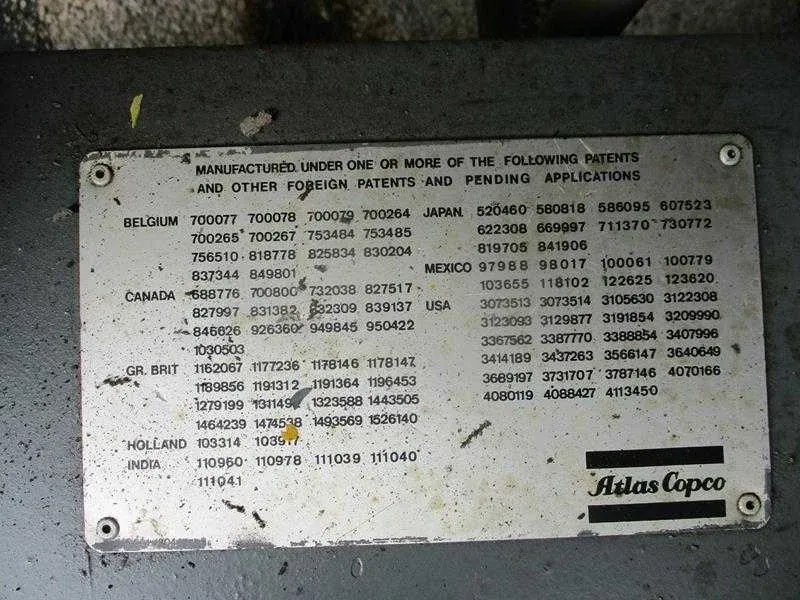 MANUFACTURED UNDER ONE OR MORE OF THE FOLLOWING PATENTS
AND OTHER FOREIGN PATENTS AND PENDING APPLICATIONS
BELGIUM 700077 700078 700079 700264
700265 700267 753484 753485
756510 818778 825834 830204
837344 849801
CANADA 688776 700800 732038 827517
827997 831382 832309 839137
846626 926360 949845 950422
1030503
GR. BRIT 1162067 1177236 1178146 1178147
1189856 1191312 1191364 1196453
1279199 1323588 1443505
1464239 1474538 1493569 1526140
HOLLAND 103314
INDIA 110960 110978 111039 111040
111041
JAPAN. 520460 580818 586095 607523
622308 669997 711370 730772
819705 841906
MEXICO 97988 98017 100061 100779
103655 118102 122625 123620
USA 3073513 3073514 3105630 3122308
3123093 3129877 3191854 3209990
3367562 3387770 3388854 3407996
3414189 3437263 3566147 3640649
3689197 3731707 3787146 4070166
4080119 4088427 4113450
Atlas Copco